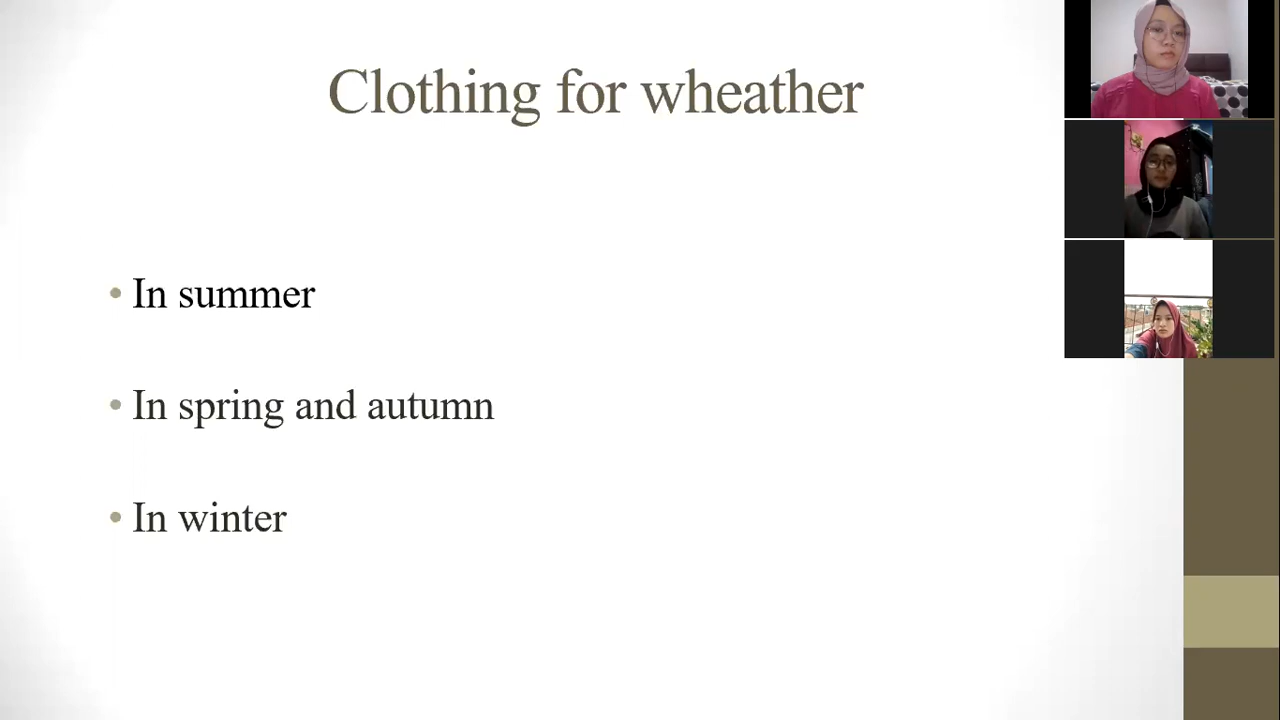 Clothing for wheather
• In summer
• In spring and autumn
• In winter